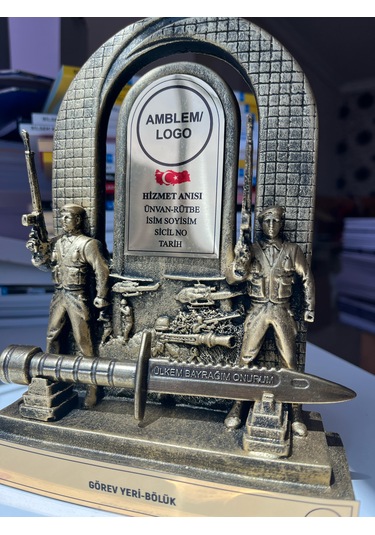 AMBLEM/
LOGO
HİZMET ANISI
ÜNVAN-RÜTBE
İSİM SOYİSİM
SİCİL NO
TARİH
ÜLKEM BAYRAĞIM ONURUM
GÖREV YERİ-BÖLÜK